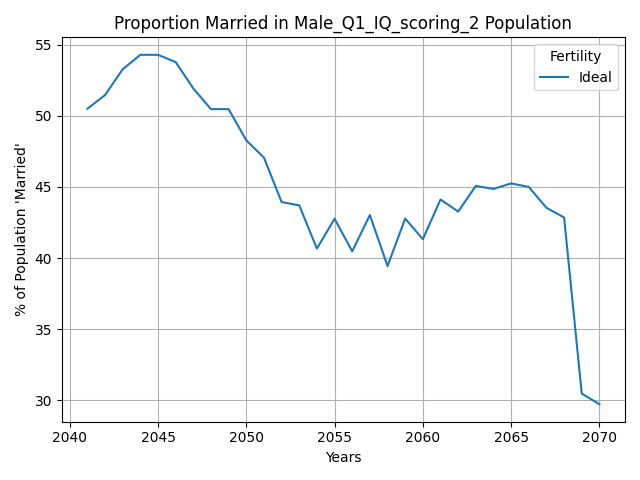 Proportion Married in Male_Q1_IQ_scoring_2 Population
% of Population 'Married'
55
50
45
40
35
30
Fertility
Ideal
2040 2045 2050 2055 2060 2065 2070
Years